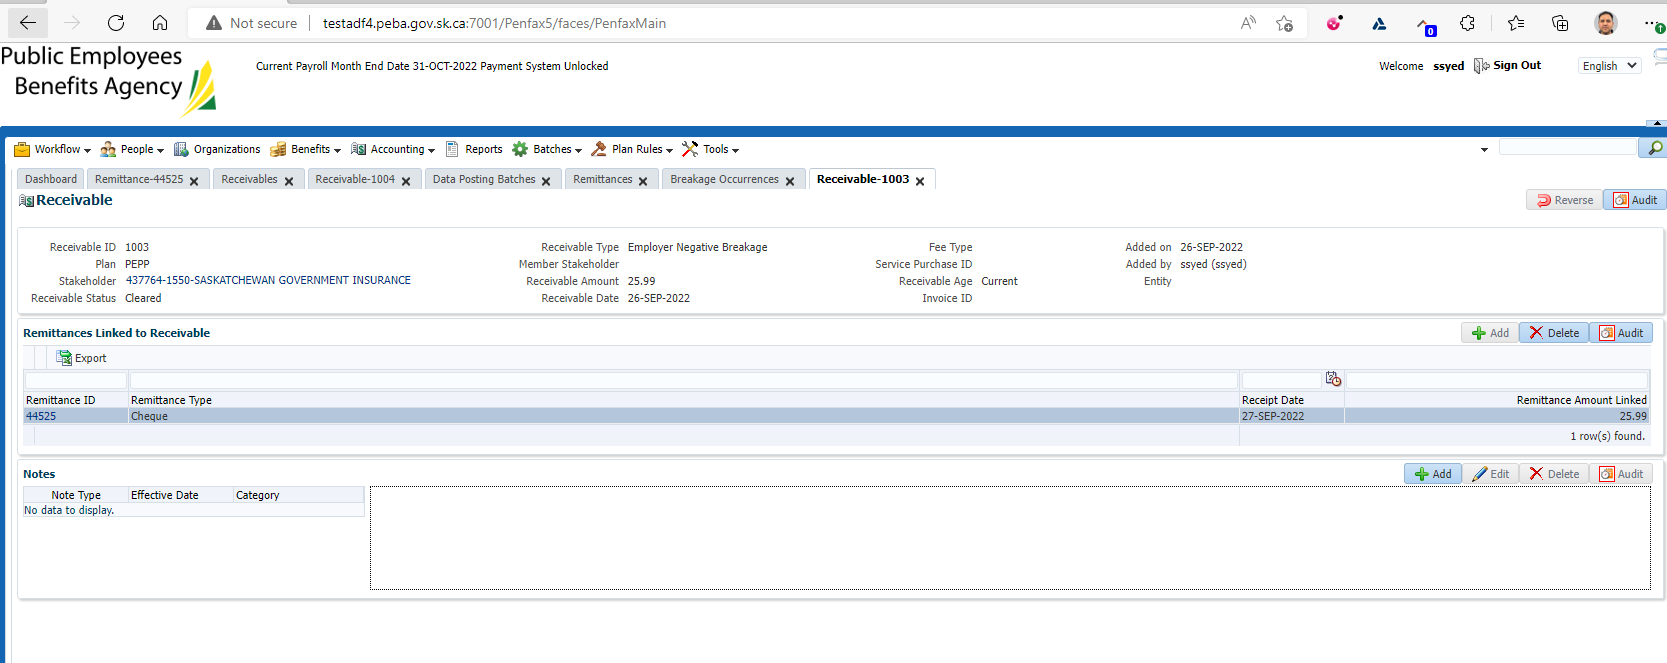 Not secure testadf4.peba.gov.sk.ca:7001/Penfax5/faces/PenfaxMain
0
Public Employees
Benefits Agency
Current Payroll Month End Date 31-OCT-2022 Payment System Unlocked
Welcome ssyed Sign Out English
Workflow People Organizations Benefits Accounting Reports Batches Plan Rules Tools
Dashboard Remittance-44525 Receivables Receivable-1004 Data Posting Batches Remittances Breakage Occurrences Receivable-1003
Receivable Reverse Audit
Receivable ID 1003 Receivable Type Employer Negative Breakage Fee Type Added on 26-SEP-2022
Plan PEPP Member Stakeholder Service Purchase ID Added by ssyed (ssyed)
Stakeholder 437764-1550-SASKATCHEWAN GOVERNMENT INSURANCE Receivable Amount 25.99 Receivable Age Current Entity
Receivable Status Cleared Receivable Date 26-SEP-2022 Invoice ID
Remittances Linked to Receivable Add Delete Audit
Export
Remittance ID Remittance Type Receipt Date Remittance Amount Linked
44525 Cheque 27-SEP-2022 25.99
1 row(s) found.
Notes Add Edit Delete Audit
Note Type Effective Date Category
No data to display.